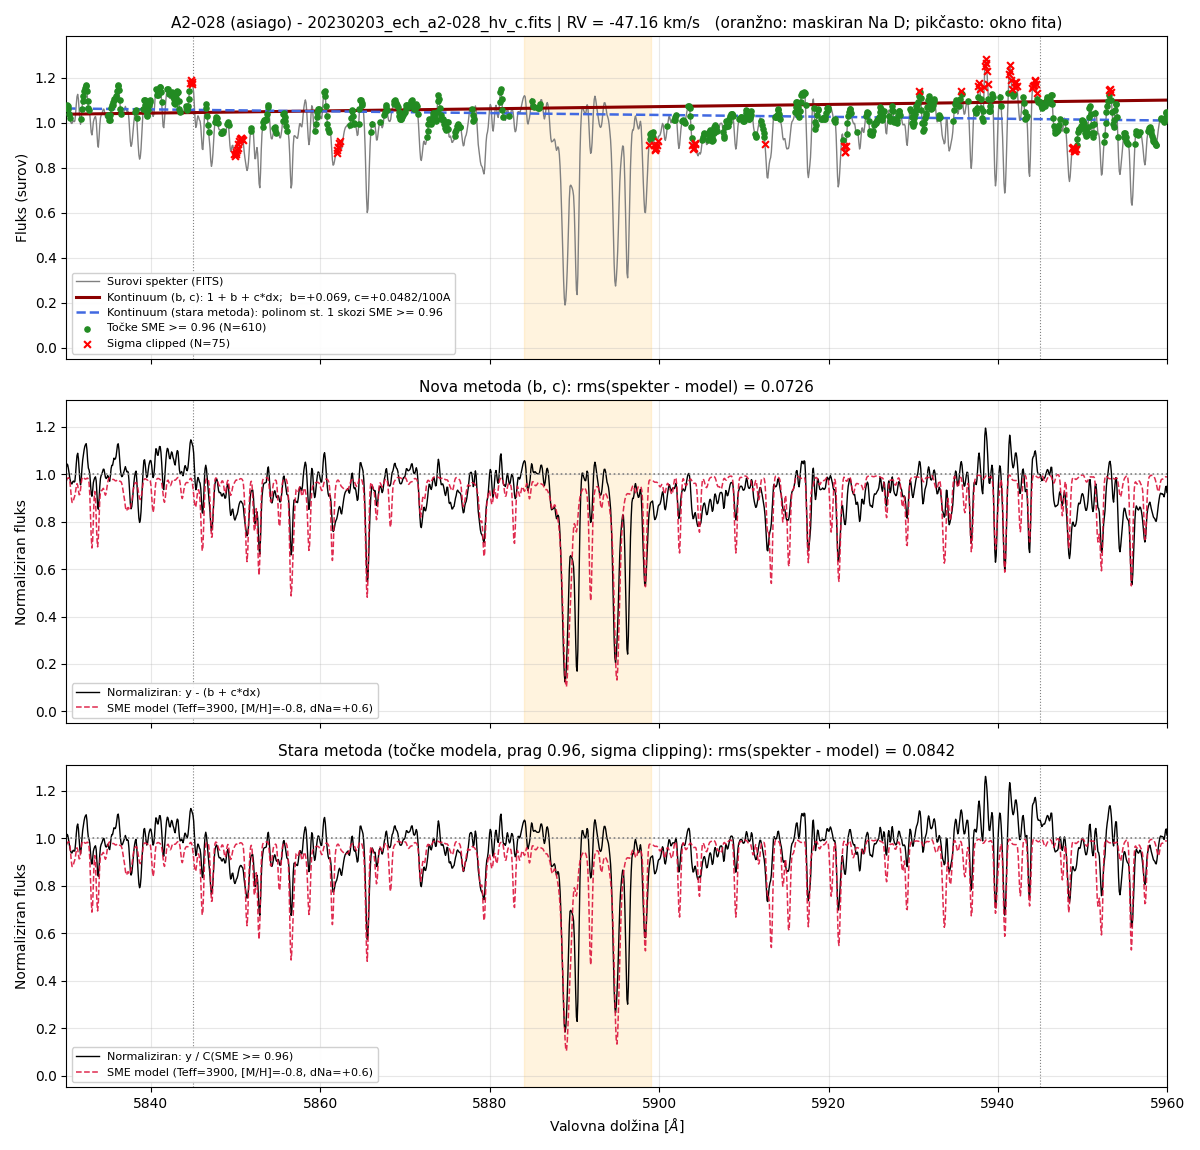 A2-028 (asiago) - 20230203_ech_a2-028_hv_c.fits | RV = -47.16 km/s   (oranžno: maskiran Na D; pikčasto: okno fita)
1.2
1.0
0.8
0.6
0.4
0.2
0.0
Fluks (surov)
Surovi spekter (FITS)
Kontinuum (b, c): 1 + b + c*dx;  b=+0.069, c=+0.0482/100A
Kontinuum (stara metoda): polinom st. 1 skozi SME >= 0.96
Točke SME >= 0.96 (N=610)
Sigma clipped (N=75)
Nova metoda (b, c): rms(spekter - model) = 0.0726
1.2
1.0
0.8
0.6
0.4
0.2
0.0
Normaliziran fluks
Normaliziran: y - (b + c*dx)
SME model (Teff=3900, [M/H]=-0.8, dNa=+0.6)
Stara metoda (točke modela, prag 0.96, sigma clipping): rms(spekter - model) = 0.0842
1.2
1.0
0.8
0.6
0.4
0.2
0.0
Normaliziran fluks
Normaliziran: y / C(SME >= 0.96)
SME model (Teff=3900, [M/H]=-0.8, dNa=+0.6)
5840 5860 5880 5900 5920 5940 5960
Valovna dolžina [Å]